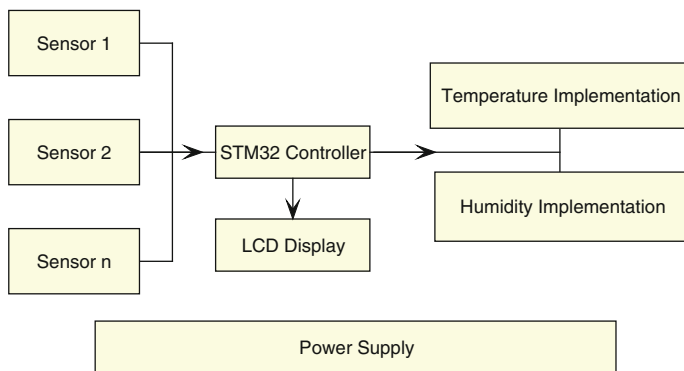 Sensor 1
Sensor 2
Sensor n
STM32 Controller
LCD Display
Temperature Implementation
Humidity Implementation
Power Supply